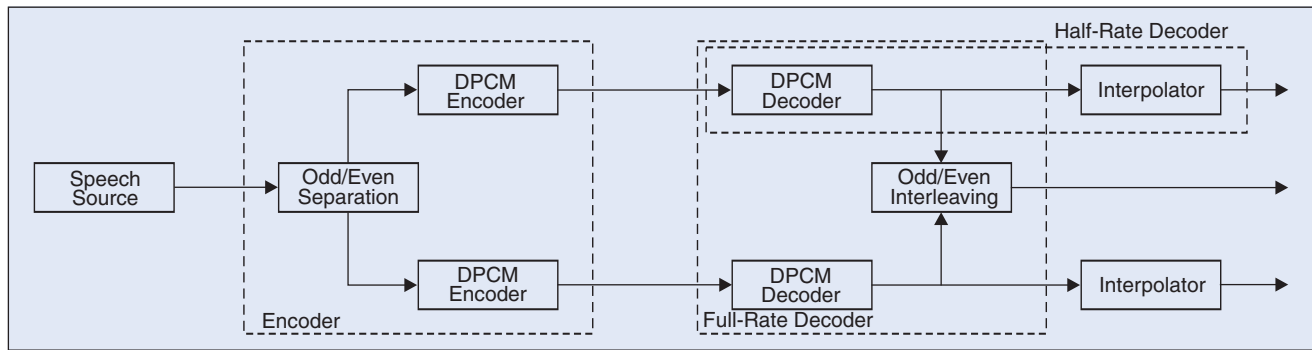 Half-Rate Decoder
DPCM
Encoder
DPCM
Decoder
Interpolator
Speech
Source
Odd/Even
Separation
Odd/Even
Interleaving
DPCM
Encoder
DPCM
Decoder
Interpolator
Encoder
Full-Rate Decoder